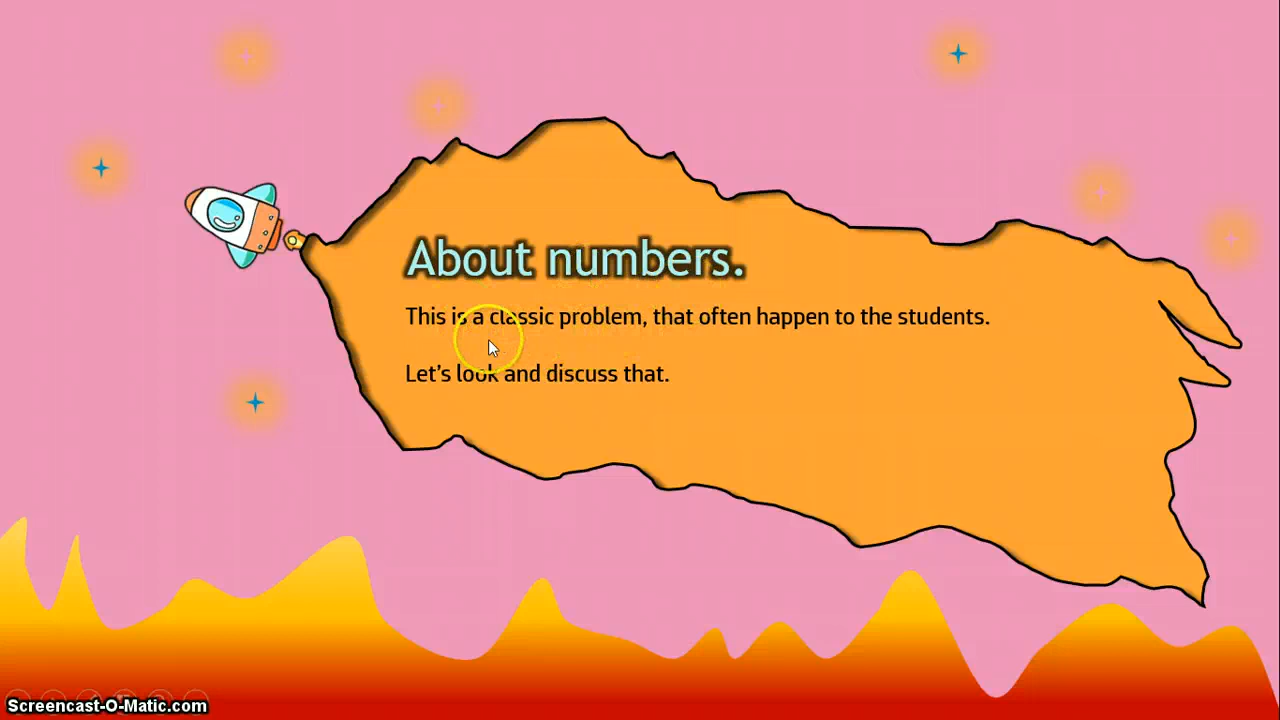 About numbers.
This is a classic problem, that often happen to the students.
Let's look and discuss that.
Screencast-O-Matic.com